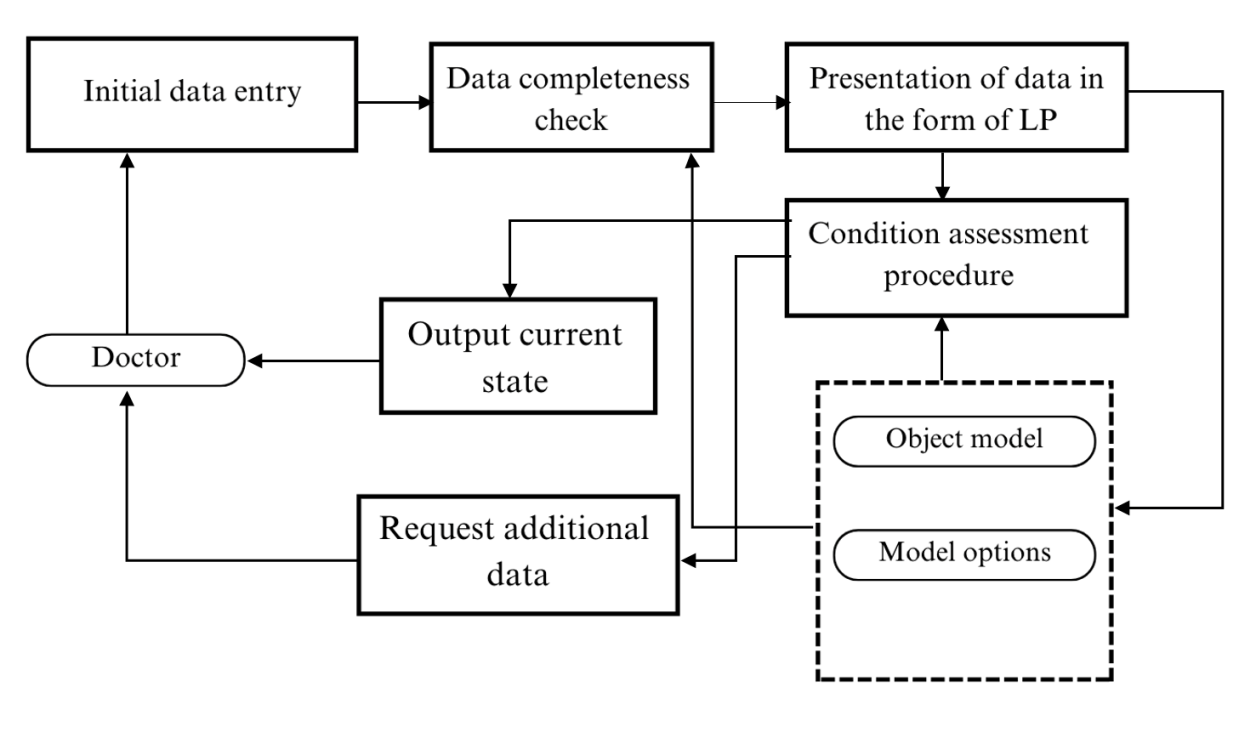 Initial data entry
Data completeness
check
Presentation of data in
the form of LP
Condition assessment
procedure
Output current
state
Doctor
Object model
Request additional
data
Model options